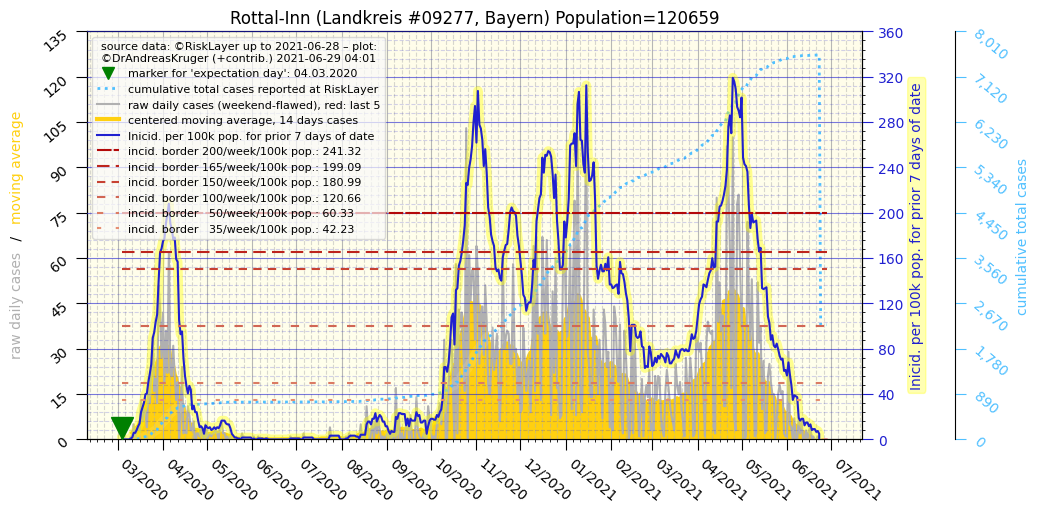 Rottal-Inn (Landkreis #09277, Bayern) Population=120659
source data: ©RiskLayer up to 2021-06-28 – plot:
©DrAndreasKruger (+contrib.) 2021-06-29 04:01
marker for 'expectation day': 04.03.2020
cumulative total cases reported at RiskLayer
raw daily cases (weekend-flawed), red: last 5
centered moving average, 14 days cases
Inicid. per 100k pop. for prior 7 days of date
incid. border 200/week/100k pop.: 241.32
incid. border 165/week/100k pop.: 199.09
incid. border 150/week/100k pop.: 180.99
incid. border 100/week/100k pop.: 120.66
incid. border   50/week/100k pop.: 60.33
incid. border   35/week/100k pop.: 42.23
raw daily cases   /   moving average
135
120
105
90
75
60
45
30
15
0
03/2020
04/2020
05/2020
06/2020
07/2020
08/2020
09/2020
10/2020
11/2020
12/2020
01/2021
02/2021
03/2021
04/2021
05/2021
06/2021
07/2021
360
320
280
240
200
160
120
80
40
0
Inicid. per 100k pop. for prior 7 days of date
8,010
7,120
6,230
5,340
4,450
3,560
2,670
1,780
890
0
cumulative total cases